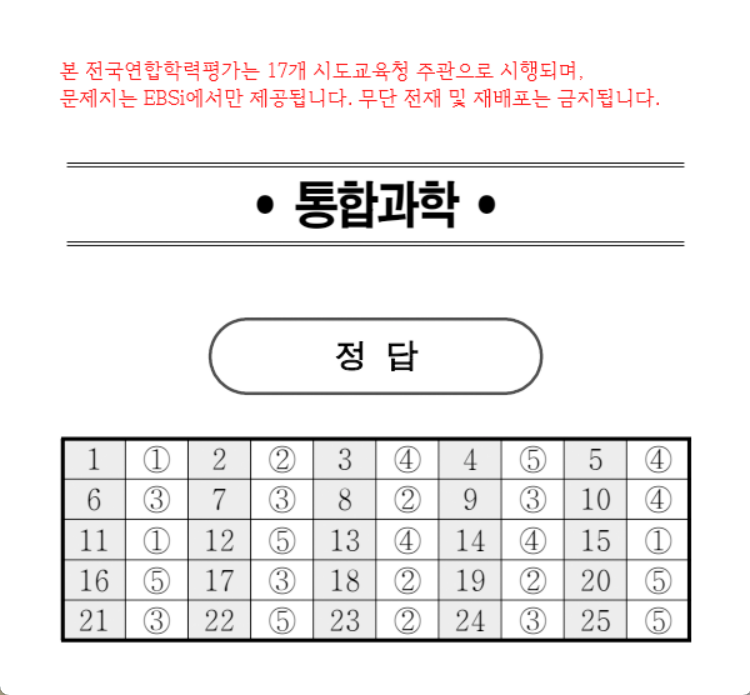 본 전국연합학력평가는 17개 시도교육청 주관으로 시행되며,
문제지는 EBSi에서만 제공됩니다. 무단 전재 및 재배포는 금지됩니다.
• 통합과학 •
정 답
1 ① 2 ② 3 ④ 4 ⑤ 5 ④
6 ③ 7 ③ 8 ② 9 ③ 10 ④
11 ① 12 ⑤ 13 ④ 14 ④ 15 ①
16 ⑤ 17 ③ 18 ② 19 ② 20 ⑤
21 ③ 22 ⑤ 23 ② 24 ③ 25 ⑤